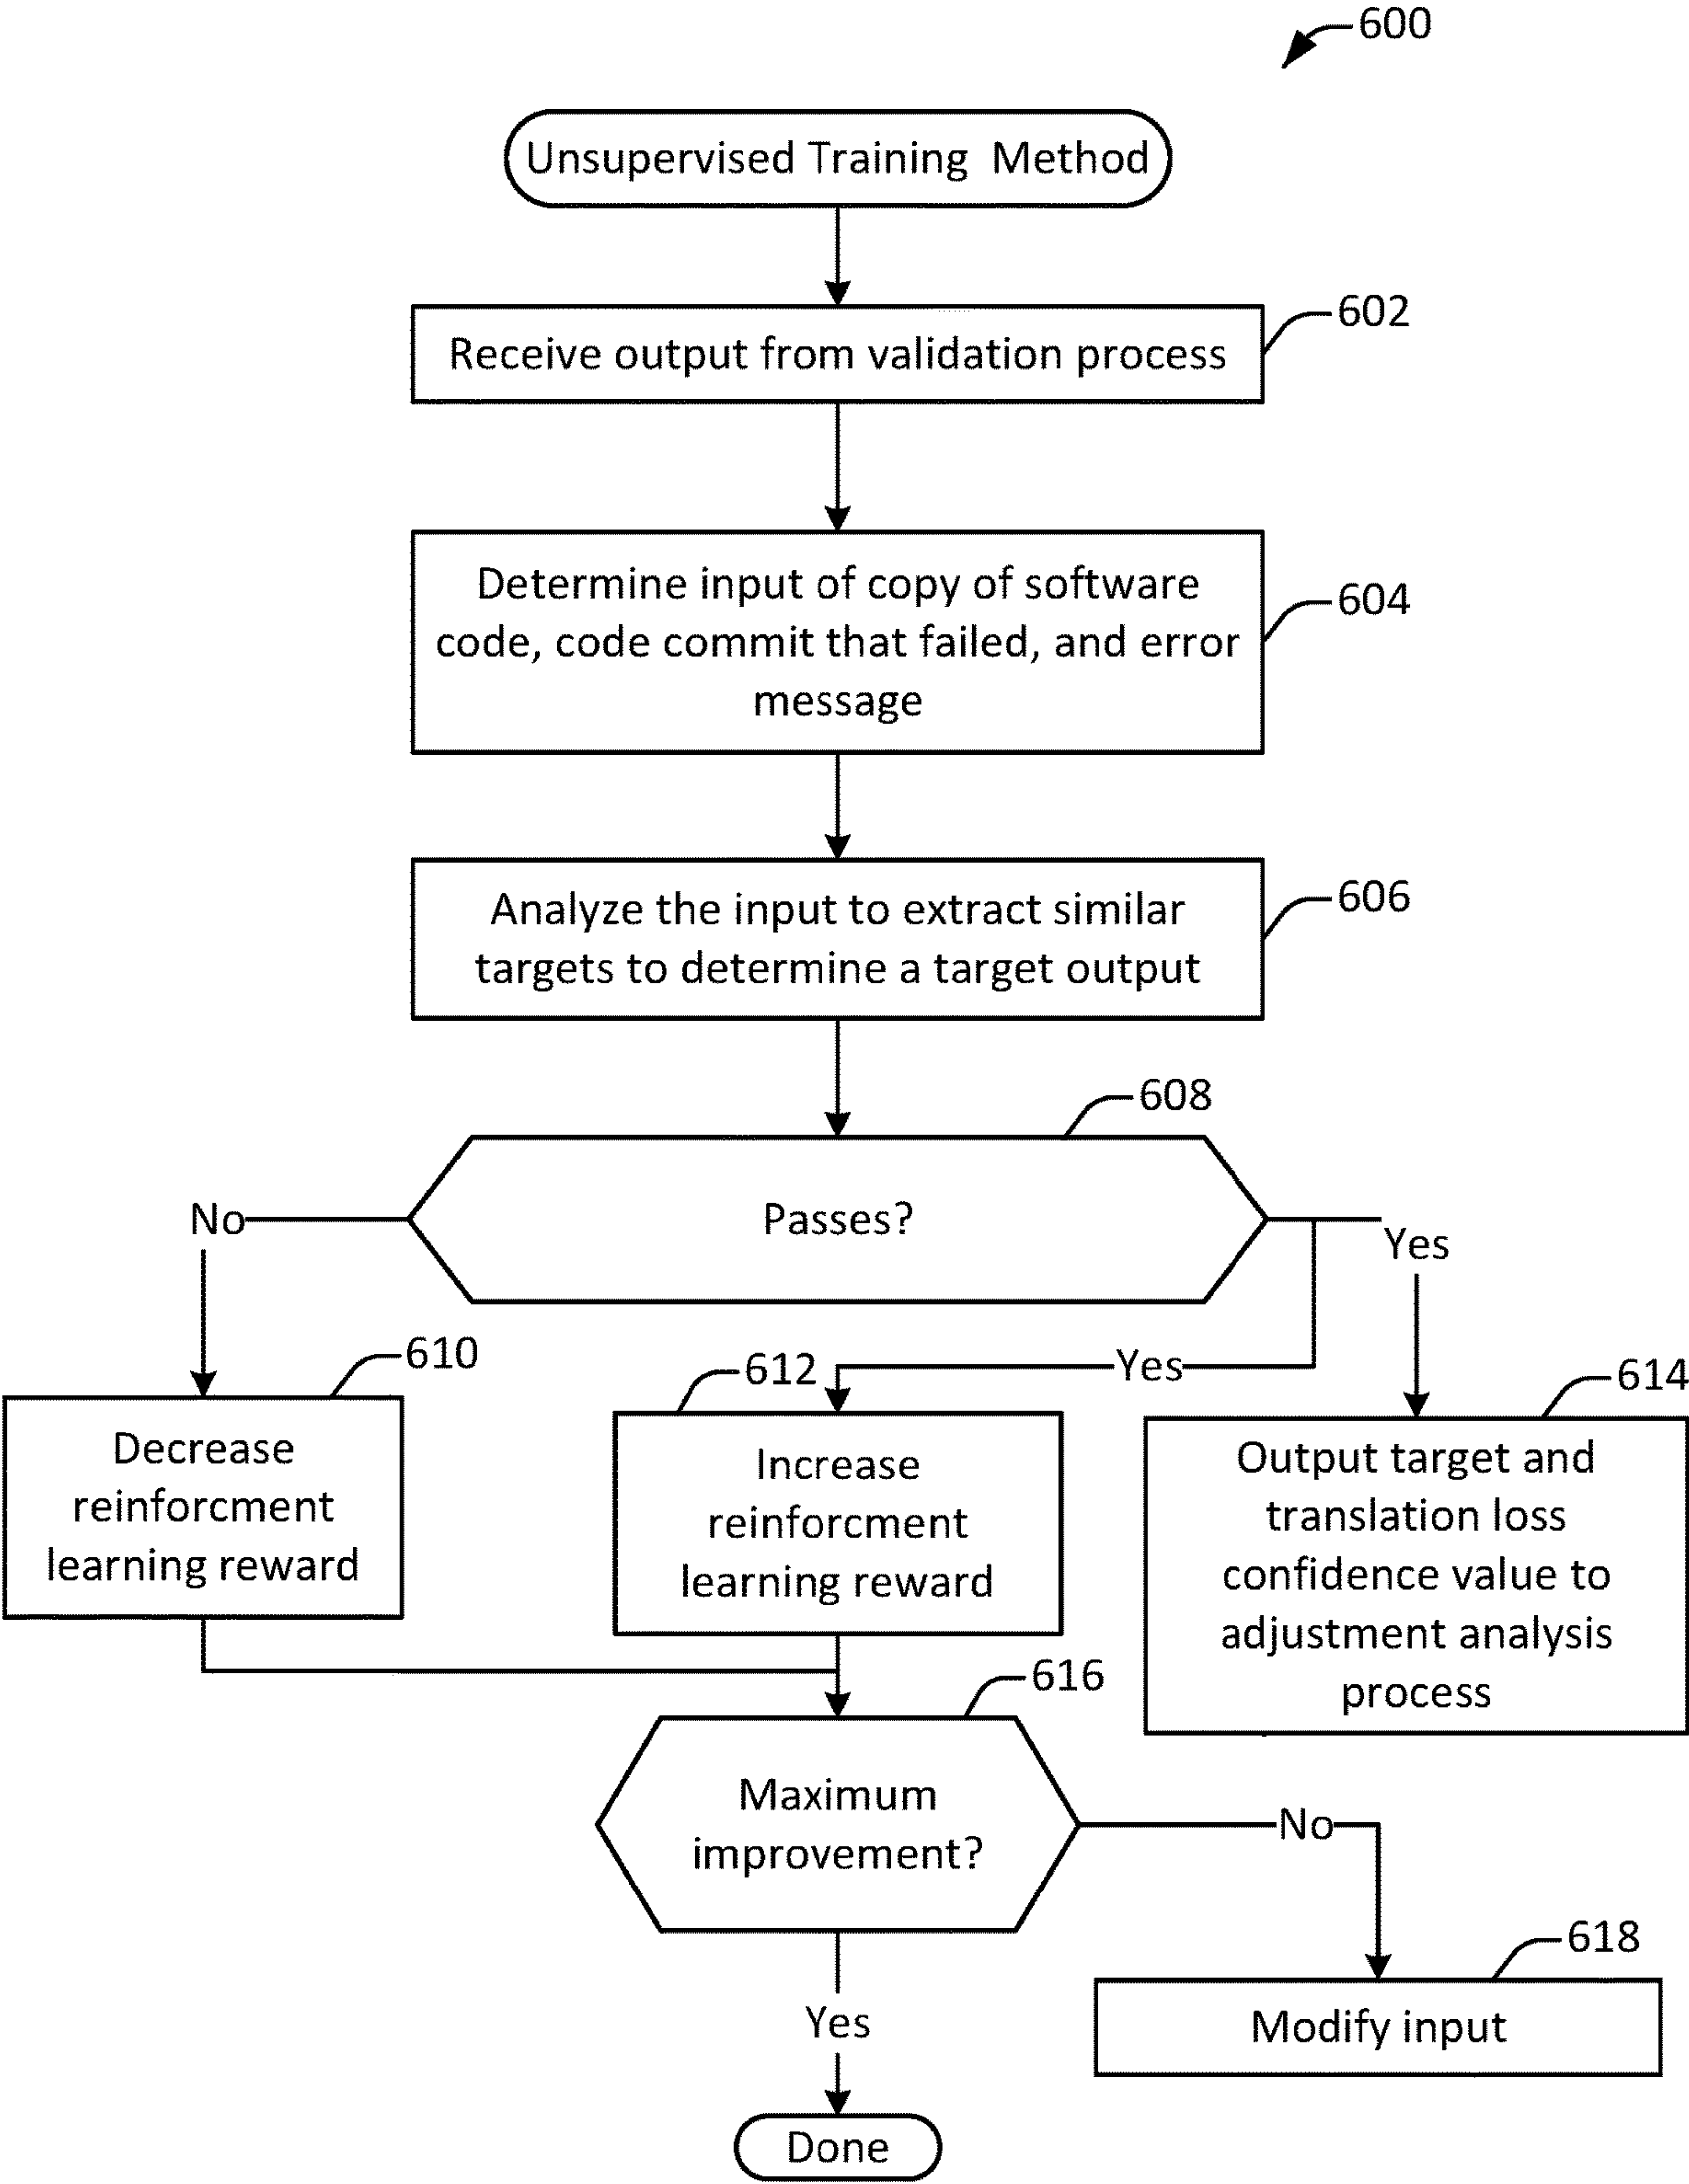 600
Unsupervised Training Method
602
Receive output from validation process
604
Determine input of copy of software
code, code commit that failed, and error
message
606
Analyze the input to extract similar
targets to determine a target output
608
Passes?
No
Yes
Yes
610
Decrease
reinforcment
learning reward
612
Increase
reinforcment
learning reward
614
Output target and
translation loss
confidence value to
adjustment analysis
process
616
Maximum
improvement?
No
618
Modify input
Yes
Done